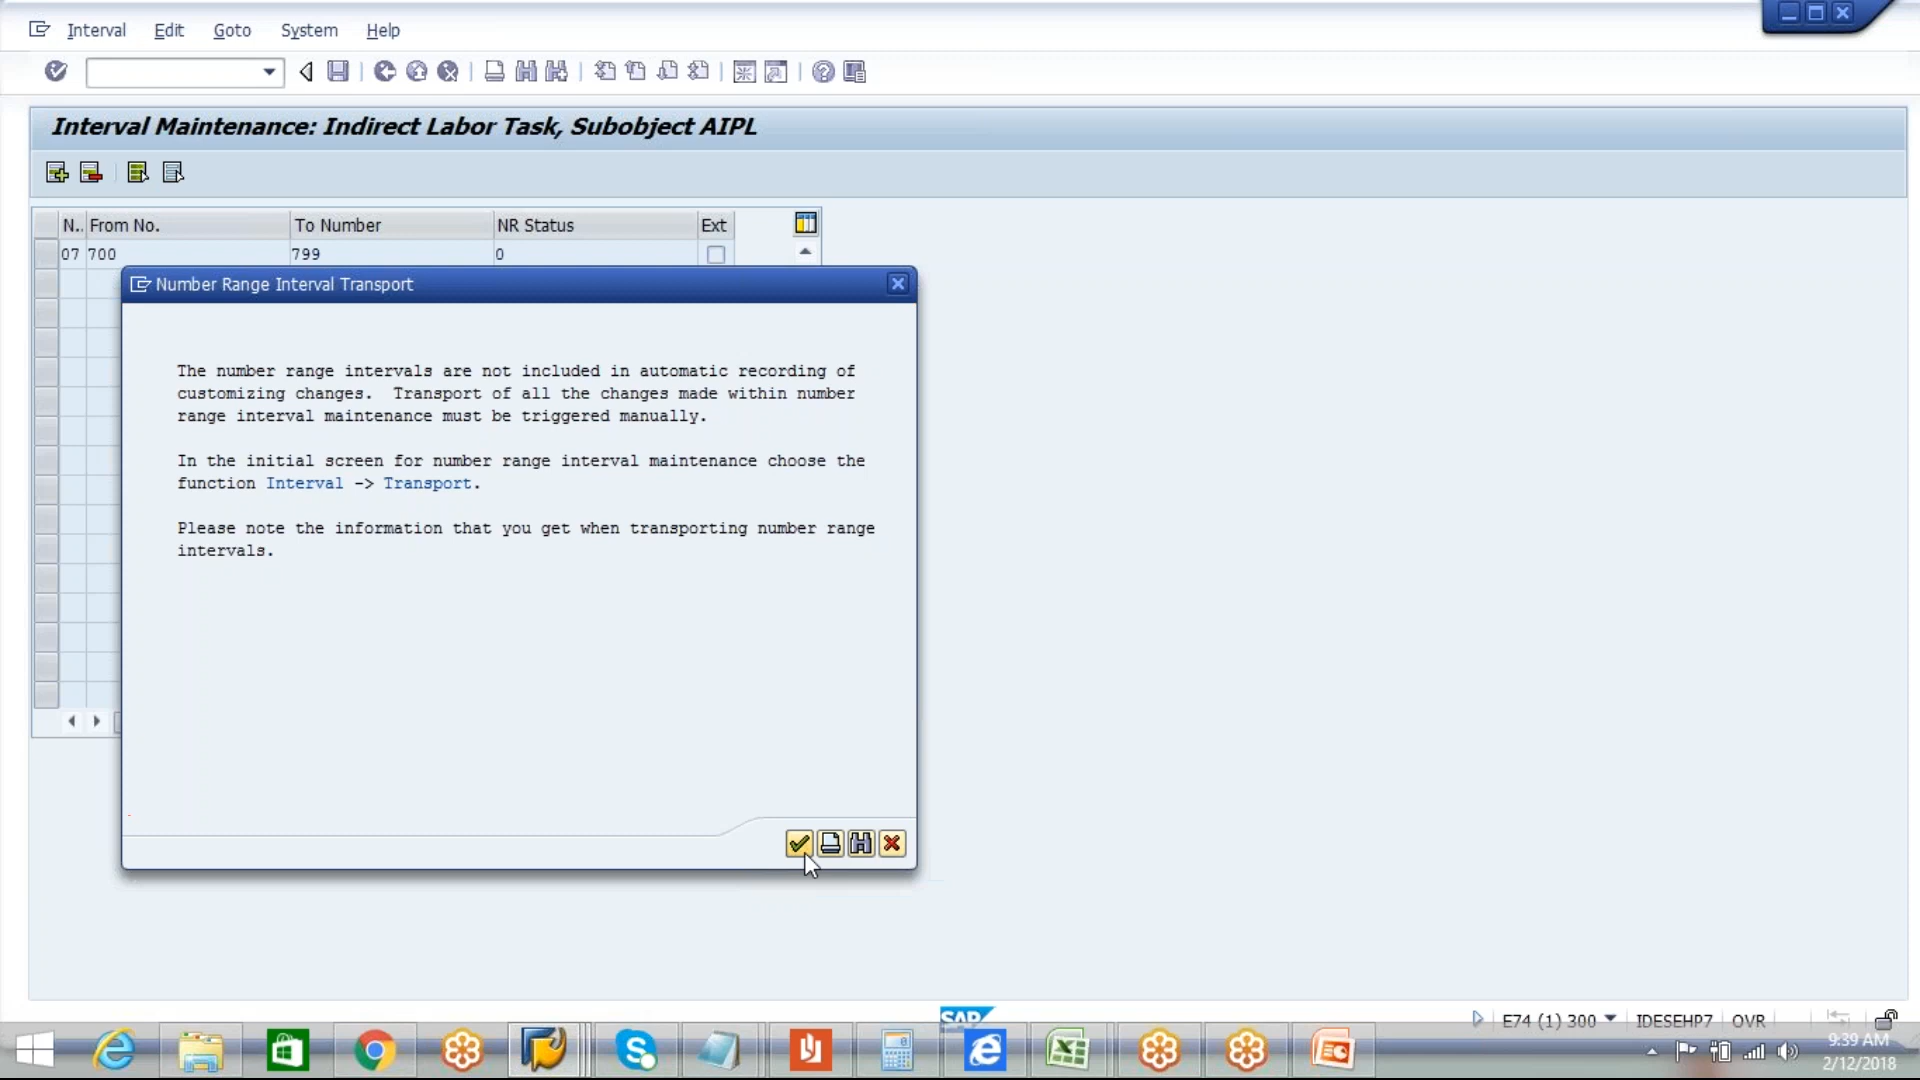 Interval Edit Goto System Help
Interval Maintenance: Indirect Labor Task, Subobject AIPL
N.. From No. To Number NR Status Ext
07 700 799 0
Number Range Interval Transport
The number range intervals are not included in automatic recording of
customizing changes. Transport of all the changes made within number
range interval maintenance must be triggered manually.
In the initial screen for number range interval maintenance choose the
function Interval -> Transport.
Please note the information that you get when transporting number range
intervals.
SAP
E74 (1) 300 IDESEHP7 OVR
9:39 AM
2/12/2018